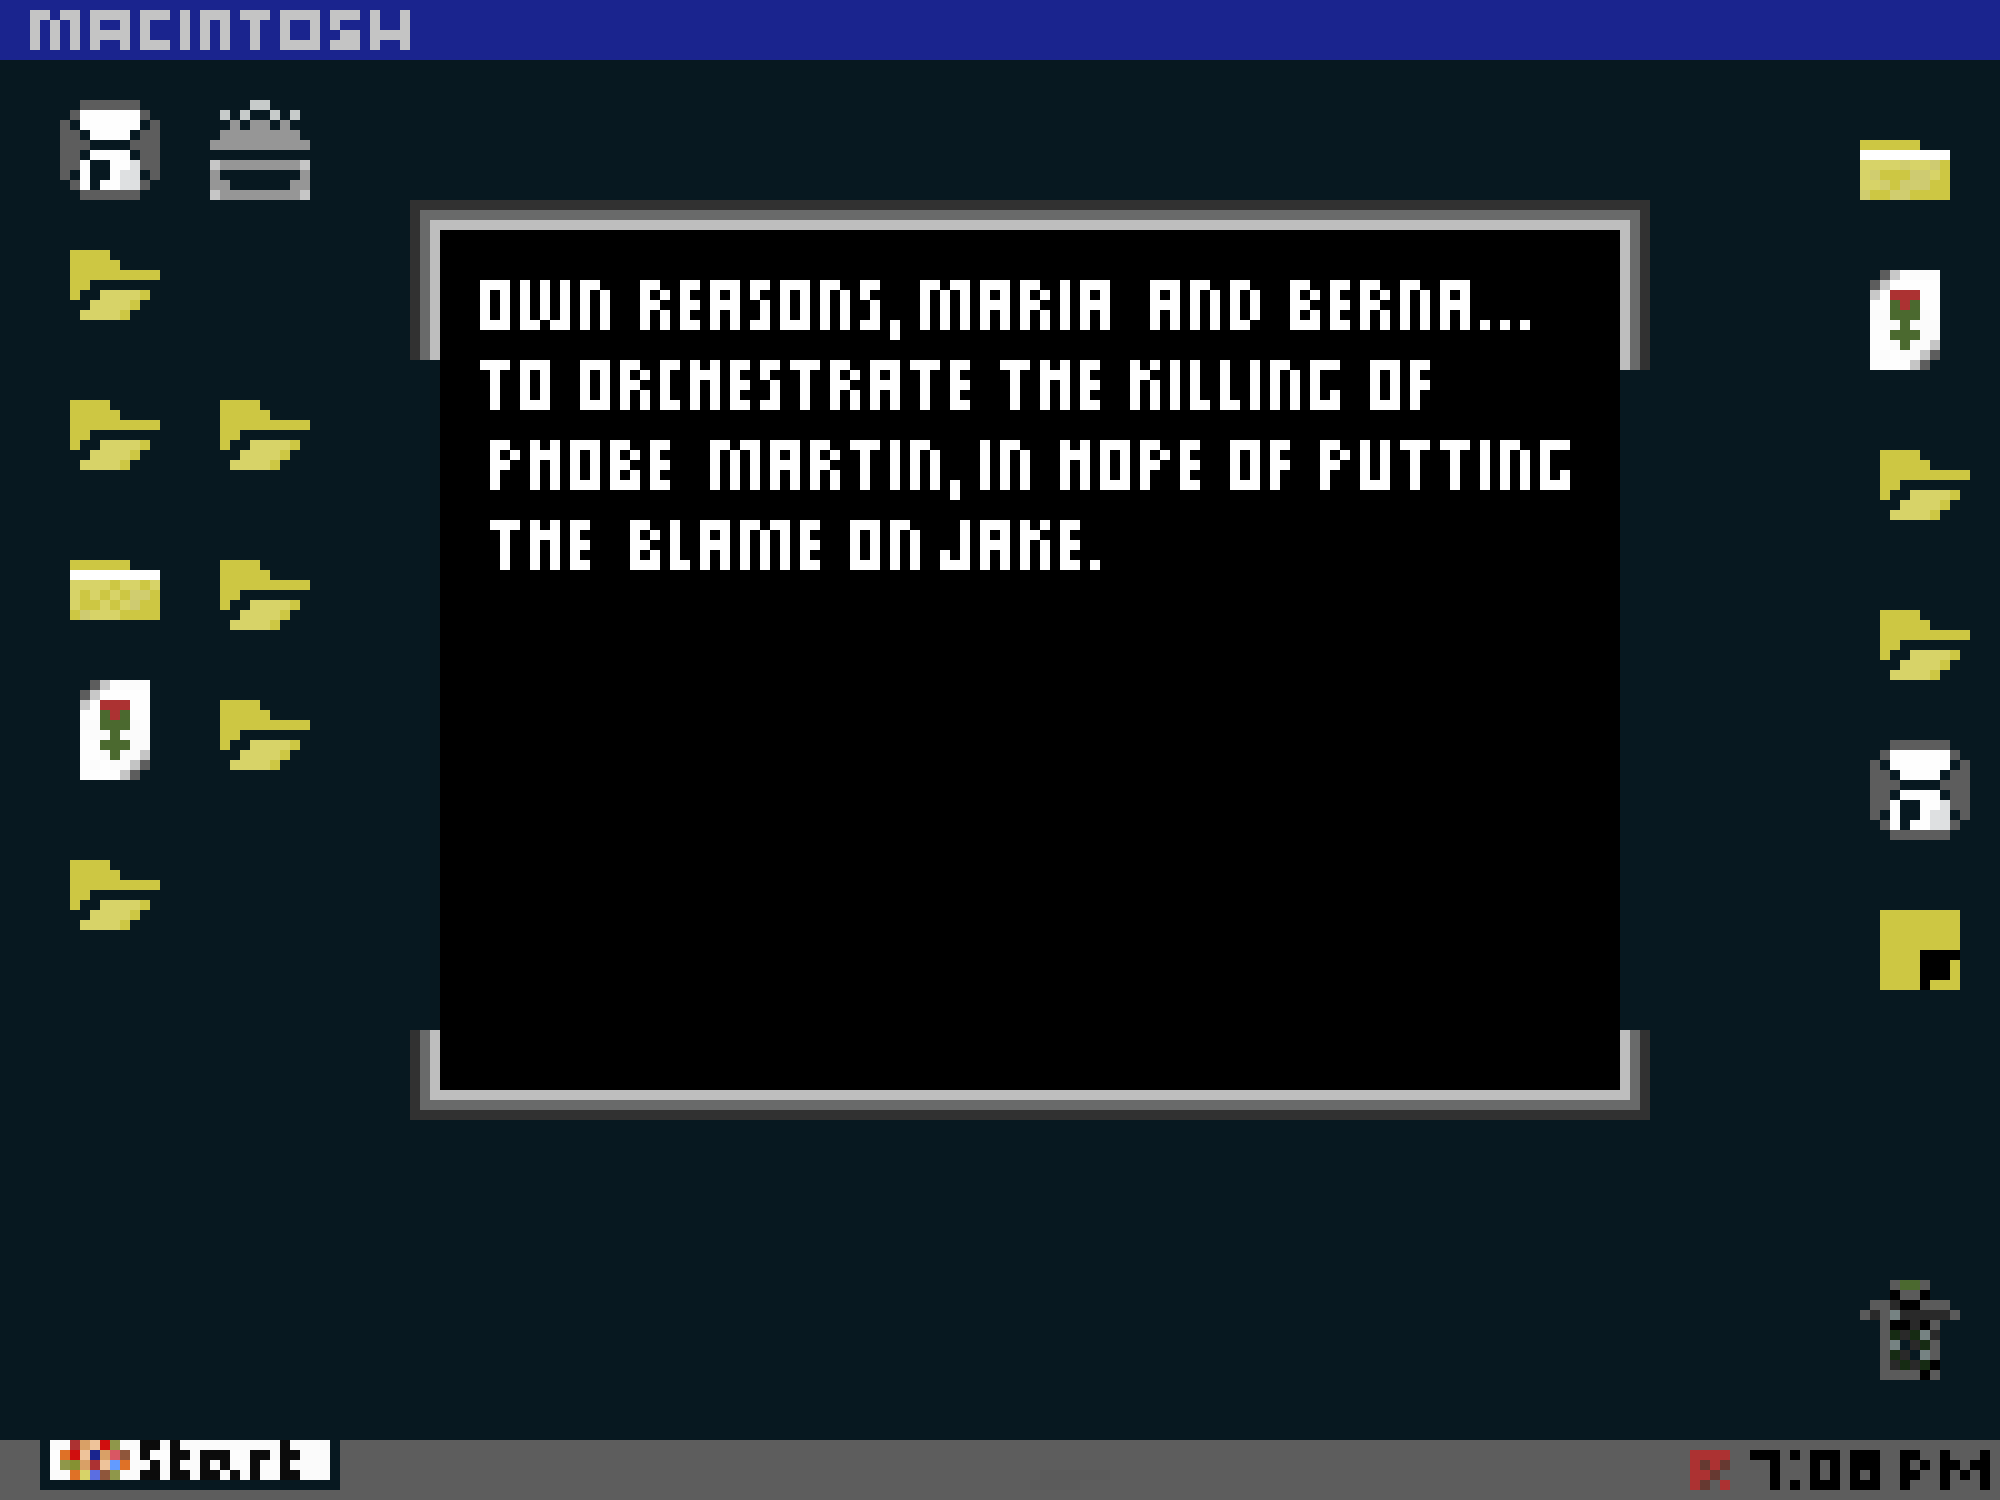 MACINTOSH
OWN REASONS, MARIA AND BERNA...
TO ORCHESTRATE THE KILLING OF
PHOBE MARTIN, IN HOPE OF PUTTING
THE BLAME ON JAKE.
start
7:08 PM